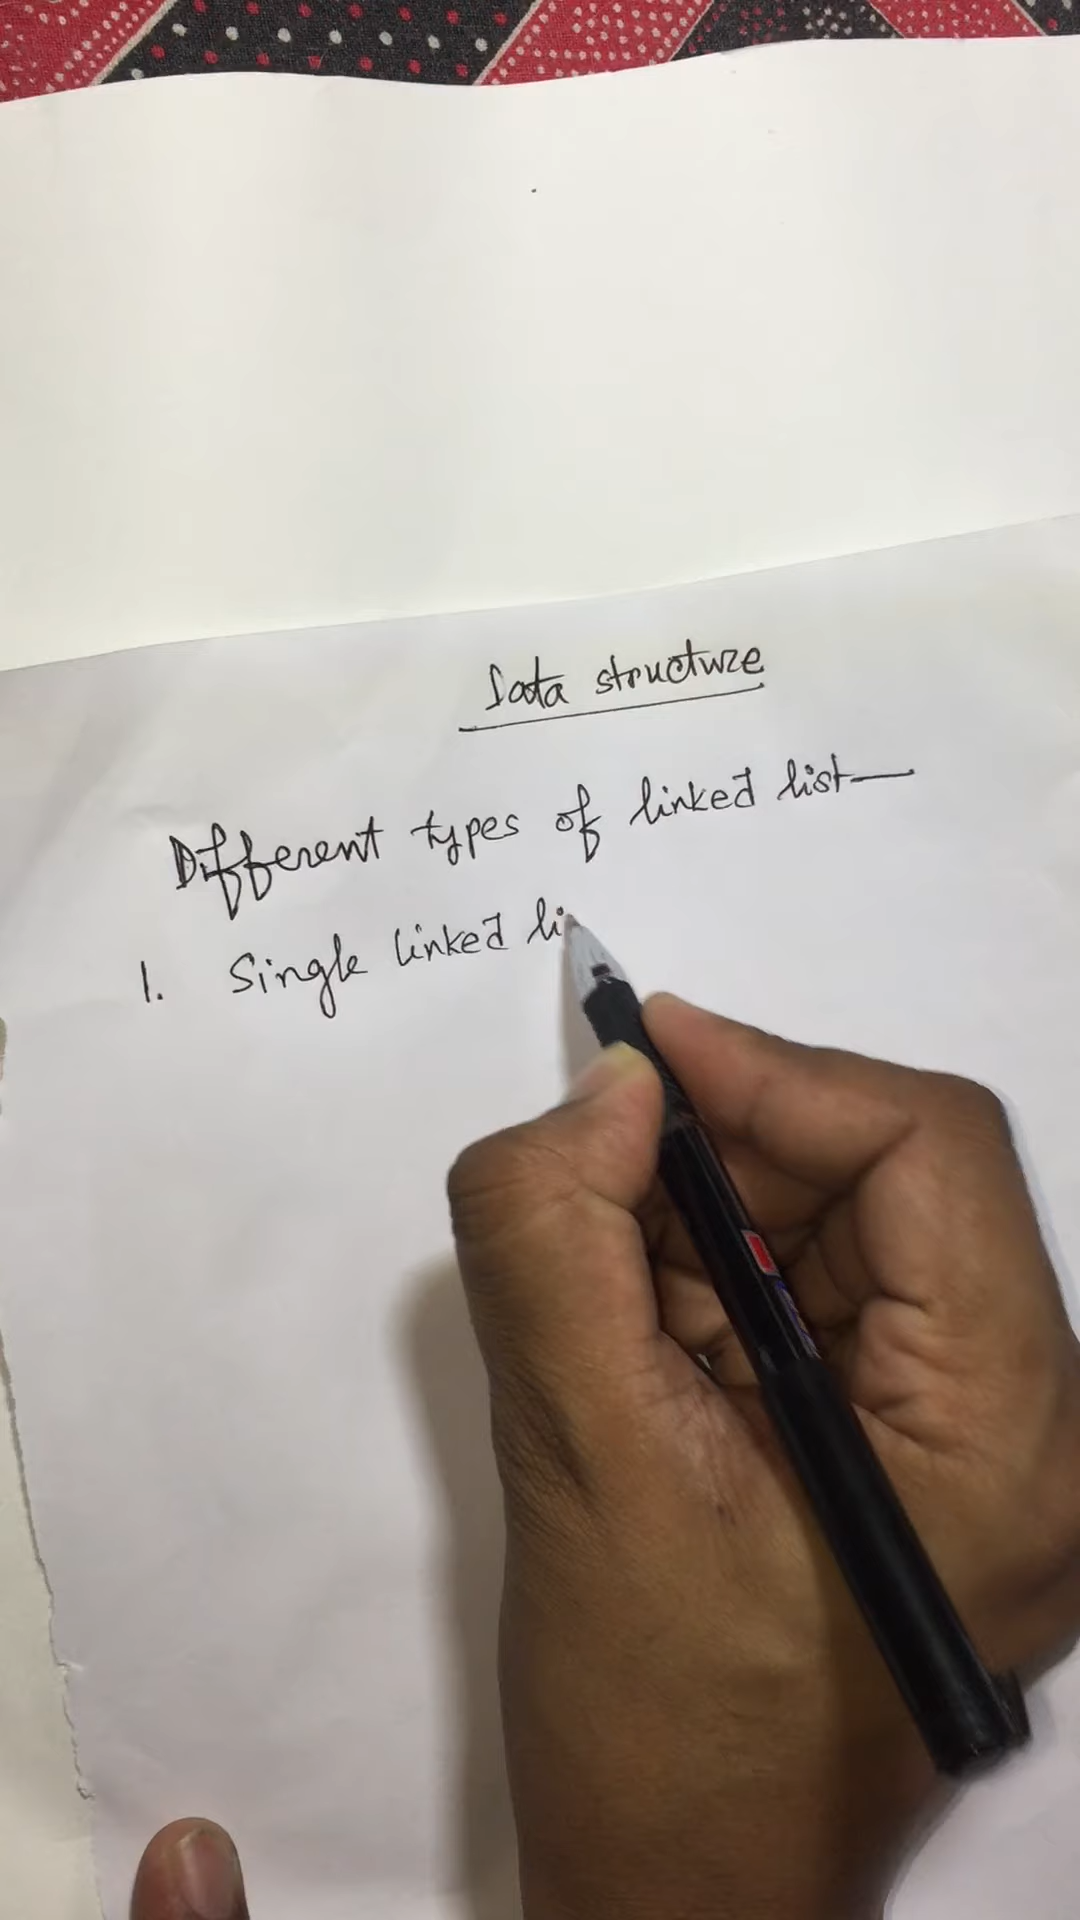 Data structure
Different types of linked list—
1. Single linked li